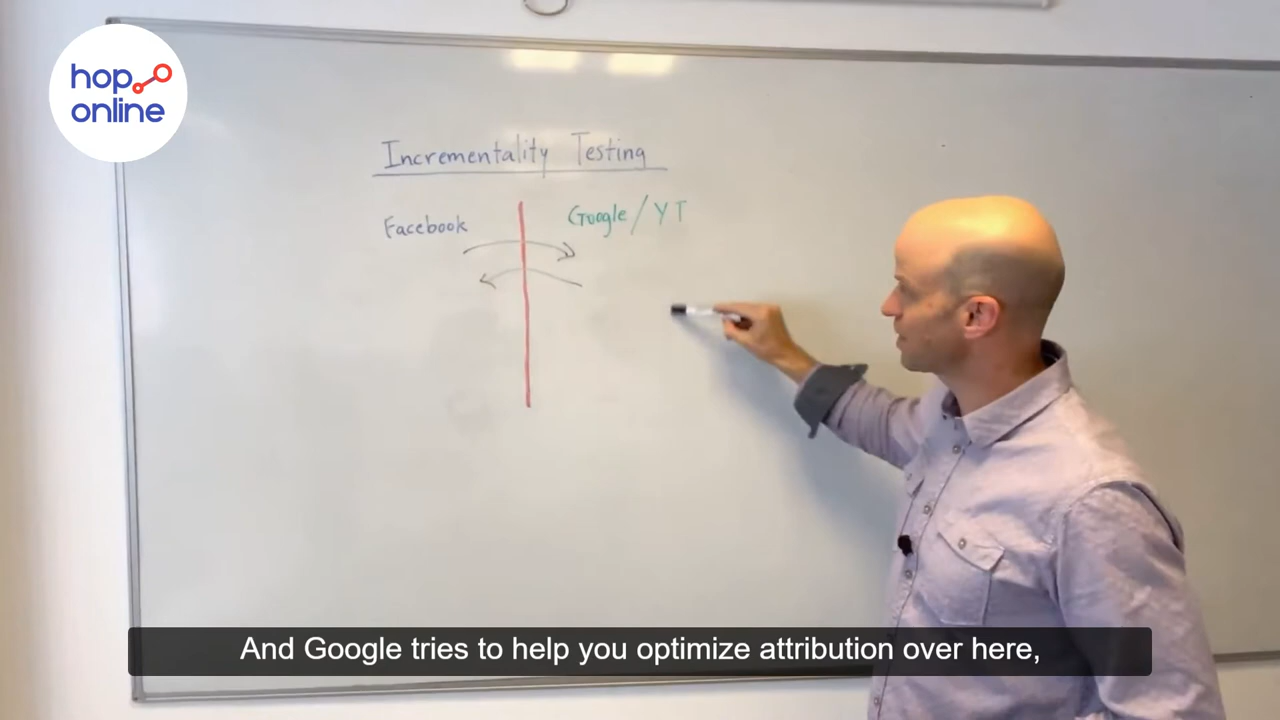 hop
online
Incrementality Testing
Facebook
Google/YT
And Google tries to help you optimize attribution over here,